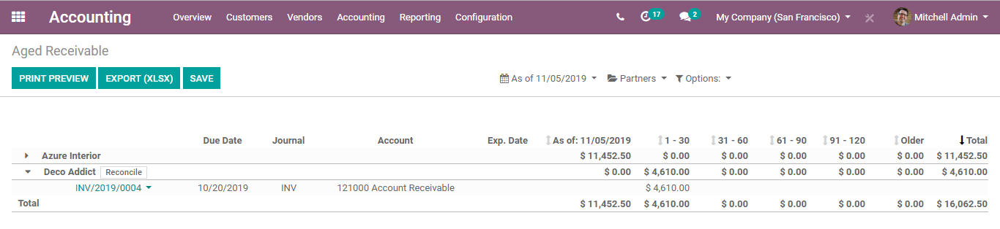 Accounting Overview Customers Vendors Accounting Reporting Configuration 17 2 My Company (San Francisco) Mitchell Admin
Aged Receivable
PRINT PREVIEW EXPORT (XLSX) SAVE As of 11/05/2019 Partners Options:
Due Date Journal Account Exp. Date As of: 11/05/2019 1 - 30 31 - 60 61 - 90 91 - 120 Older Total
Azure Interior $ 11,452.50 $ 0.00 $ 0.00 $ 0.00 $ 0.00 $ 0.00 $ 11,452.50
Deco Addict Reconcile $ 0.00 $ 4,610.00 $ 0.00 $ 0.00 $ 0.00 $ 0.00 $ 4,610.00
INV/2019/0004 10/20/2019 INV 121000 Account Receivable $ 4,610.00
Total $ 11,452.50 $ 4,610.00 $ 0.00 $ 0.00 $ 0.00 $ 0.00 $ 16,062.50